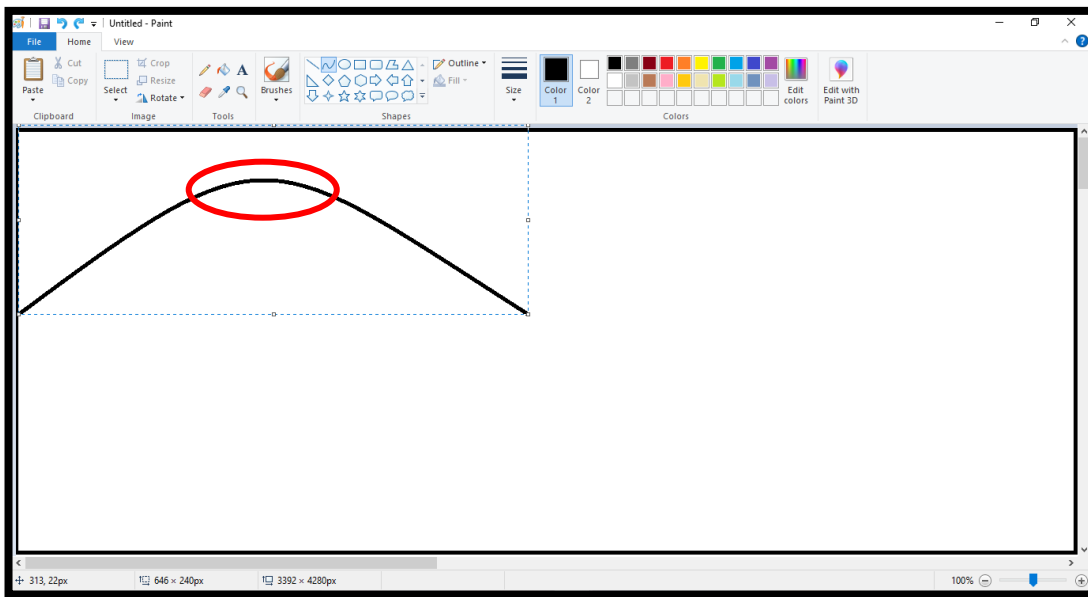 Untitled - Paint
File Home View
Paste
Cut
Copy
Clipboard
Select
Crop
Resize
Rotate
Image
A
Tools
Brushes
Outline
Fill
Shapes
Size
Color 1
Color 2
Edit colors
Colors
Edit with Paint 3D
313, 22px 646 × 240px 3392 × 4280px 100%